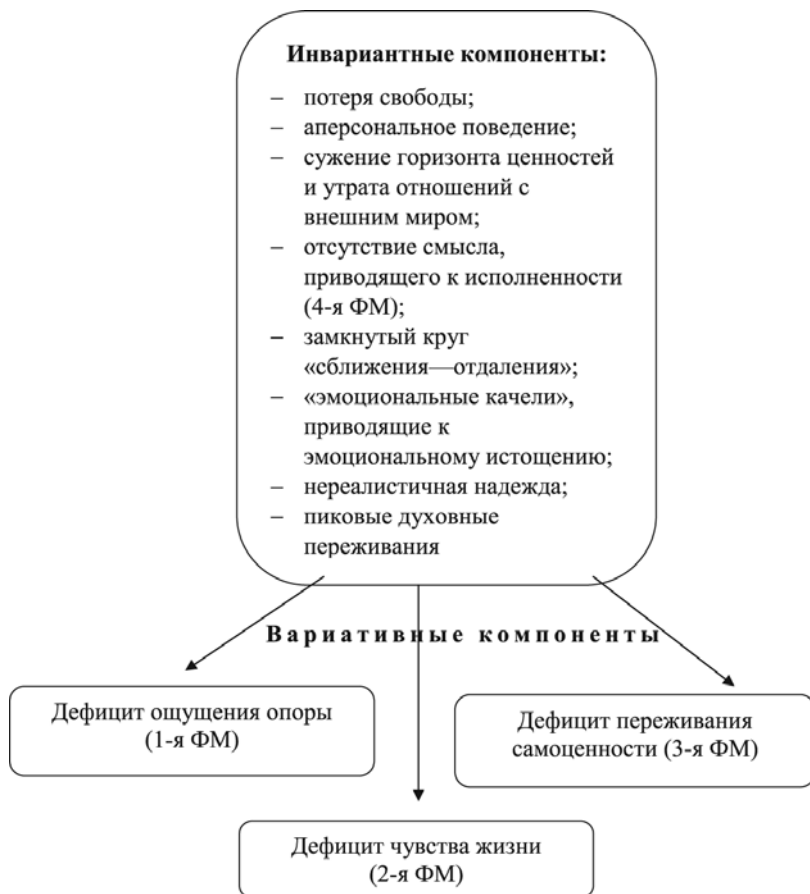 Инвариантные компоненты:
– потеря свободы;
– аперсональное поведение;
– сужение горизонта ценностей
и утрата отношений с
внешним миром;
– отсутствие смысла,
приводящего к исполненности
(4-я ФМ);
– замкнутый круг
«сближения—отдаления»;
– «эмоциональные качели»,
приводящие к
эмоциональному истощению;
– нереалистичная надежда;
– пиковые духовные
переживания
Вариативные компоненты
Дефицит ощущения опоры
(1-я ФМ)
Дефицит переживания
самоценности (3-я ФМ)
Дефицит чувства жизни
(2-я ФМ)